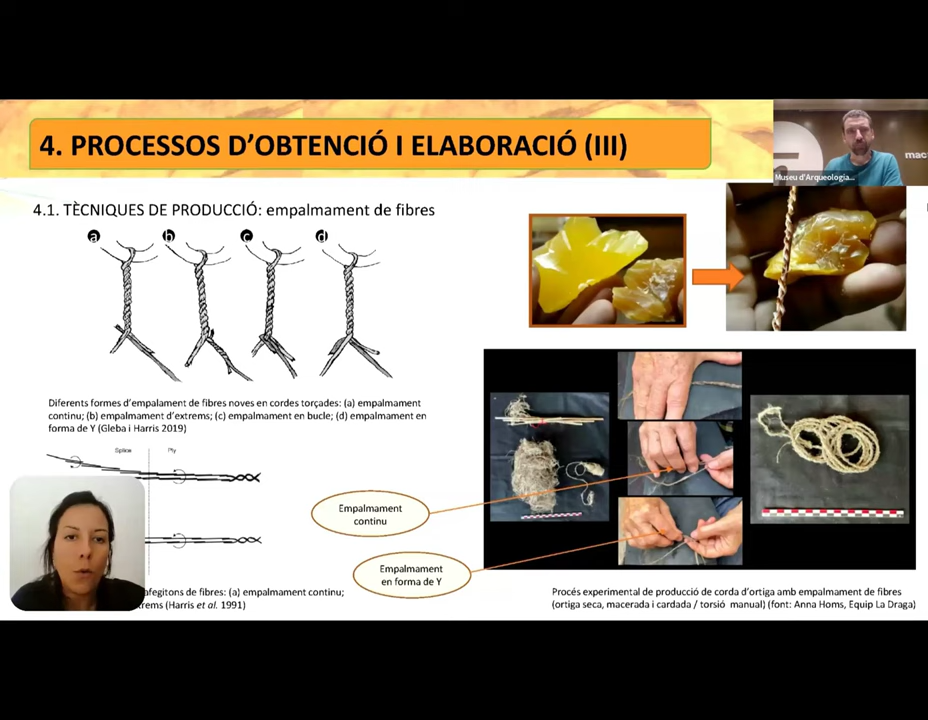 4. PROCESSOS D'OBTENCIÓ I ELABORACIÓ (III)
mac
Museu d'Arqueologia...
4.1. TÈCNIQUES DE PRODUCCIÓ: empalmament de fibres
a b c d
Diferents formes d'empalament de fibres noves en cordes torçades: (a) empalmament
continu; (b) empalmament d'extrems; (c) empalmament en bucle; (d) empalmament en
forma de Y (Gleba i Harris 2019)
Splice Ply
Empalmament
continu
Empalmament
en forma de Y
afegitons de fibres: (a) empalmament continu;
(Harris et al. 1991)
Procés experimental de producció de corda d'ortiga amb empalmament de fibres
(ortiga seca, macerada i cardada / torsió manual) (font: Anna Homs, Equip La Draga)